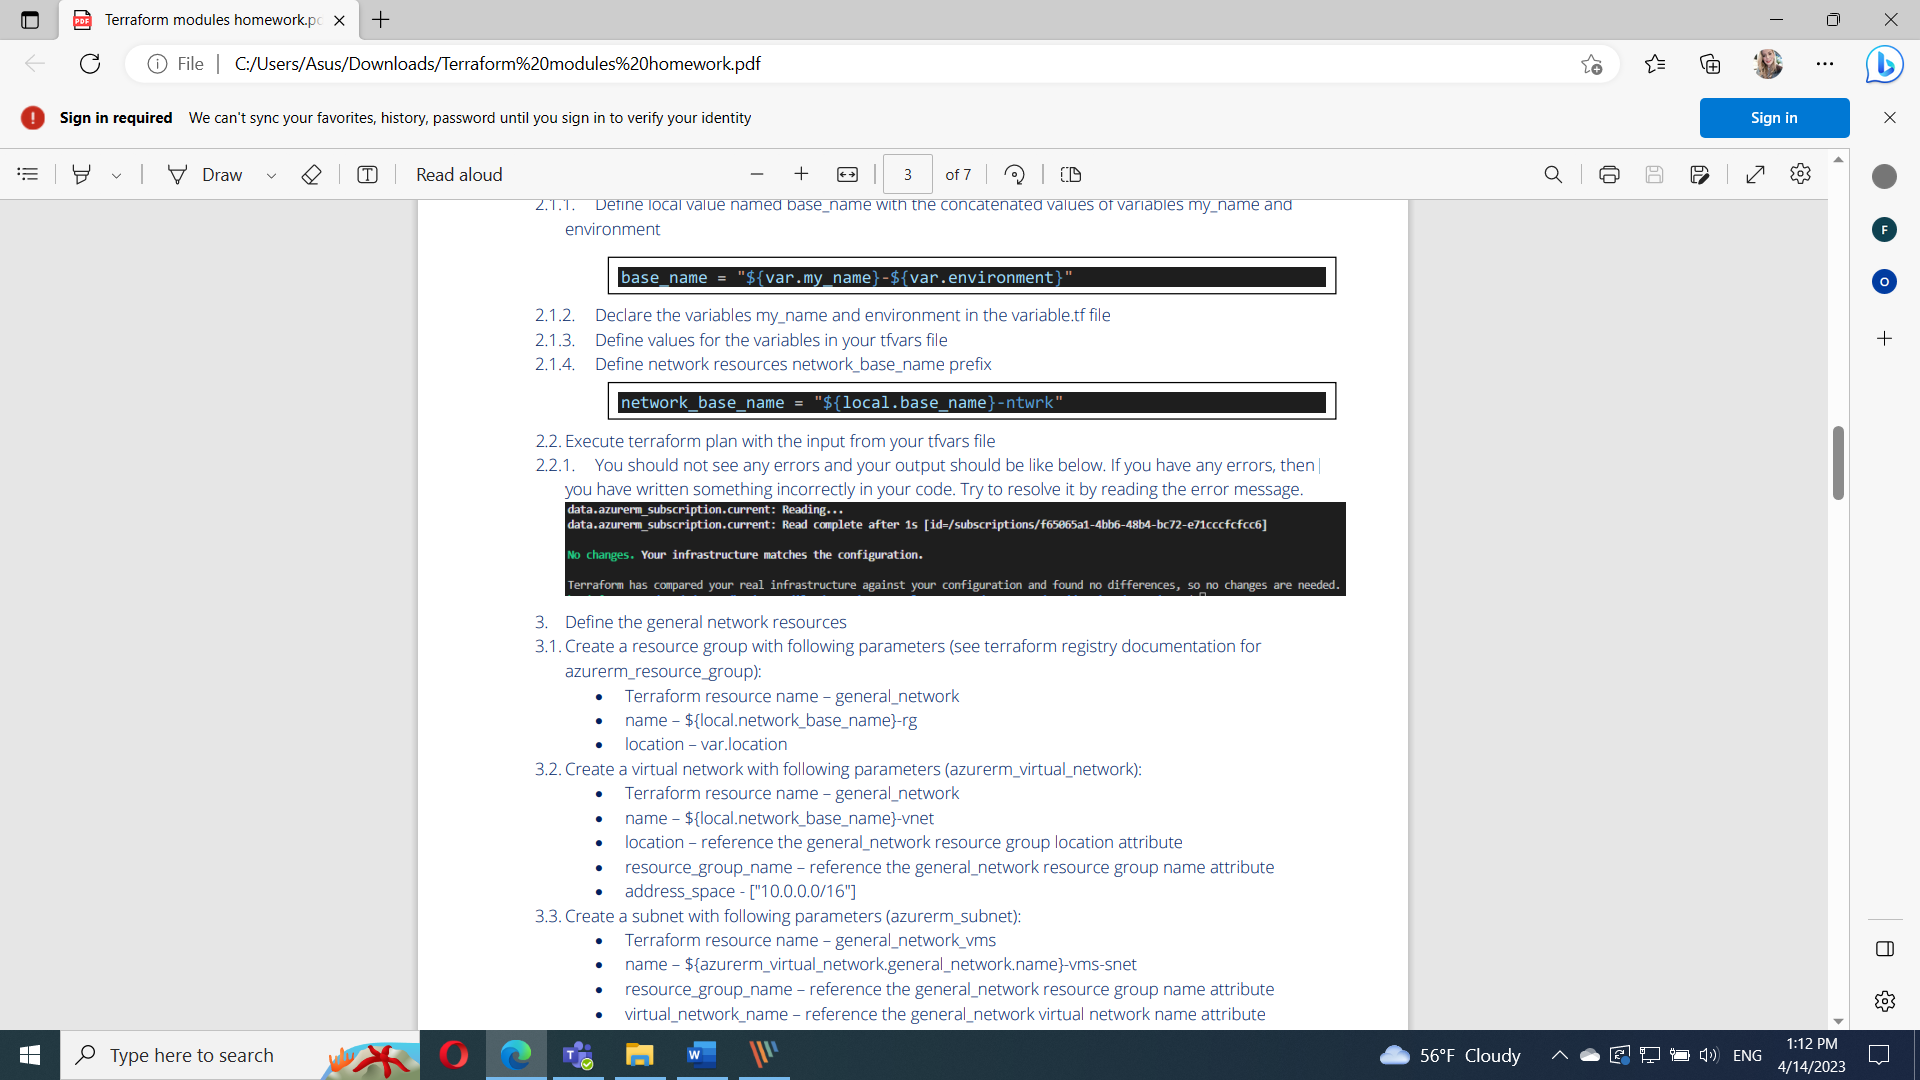 Terraform modules homework.p
File
C:/Users/Asus/Downloads/Terraform%20modules%20homework.pdf
Sign in required We can't sync your favorites, history, password until you sign in to verify your identity
Sign in
Draw
Read aloud
3 of 7
2.1.1. Define local value named base_name with the concatenated values of variables my_name and
environment
base_name = "${var.my_name}-${var.environment}"
2.1.2. Declare the variables my_name and environment in the variable.tf file
2.1.3. Define values for the variables in your tfvars file
2.1.4. Define network resources network_base_name prefix
network_base_name = "${local.base_name}-ntwrk"
2.2. Execute terraform plan with the input from your tfvars file
2.2.1. You should not see any errors and your output should be like below. If you have any errors, then
you have written something incorrectly in your code. Try to resolve it by reading the error message.
data.azurerm_subscription.current: Reading...
data.azurerm_subscription.current: Read complete after 1s [id=/subscriptions/f65065a1-4bb6-48b4-bc72-e71cccfcfcc6]
No changes. Your infrastructure matches the configuration.
Terraform has compared your real infrastructure against your configuration and found no differences, so no changes are needed.
3. Define the general network resources
3.1. Create a resource group with following parameters (see terraform registry documentation for
azurerm_resource_group):
• Terraform resource name – general_network
• name – ${local.network_base_name}-rg
• location – var.location
3.2. Create a virtual network with following parameters (azurerm_virtual_network):
• Terraform resource name – general_network
• name – ${local.network_base_name}-vnet
• location – reference the general_network resource group location attribute
• resource_group_name – reference the general_network resource group name attribute
• address_space - ["10.0.0.0/16"]
3.3. Create a subnet with following parameters (azurerm_subnet):
• Terraform resource name – general_network_vms
• name – ${azurerm_virtual_network.general_network.name}-vms-snet
• resource_group_name – reference the general_network resource group name attribute
• virtual_network_name – reference the general_network virtual network name attribute
F
O
Type here to search
56°F Cloudy
ENG
1:12 PM
4/14/2023